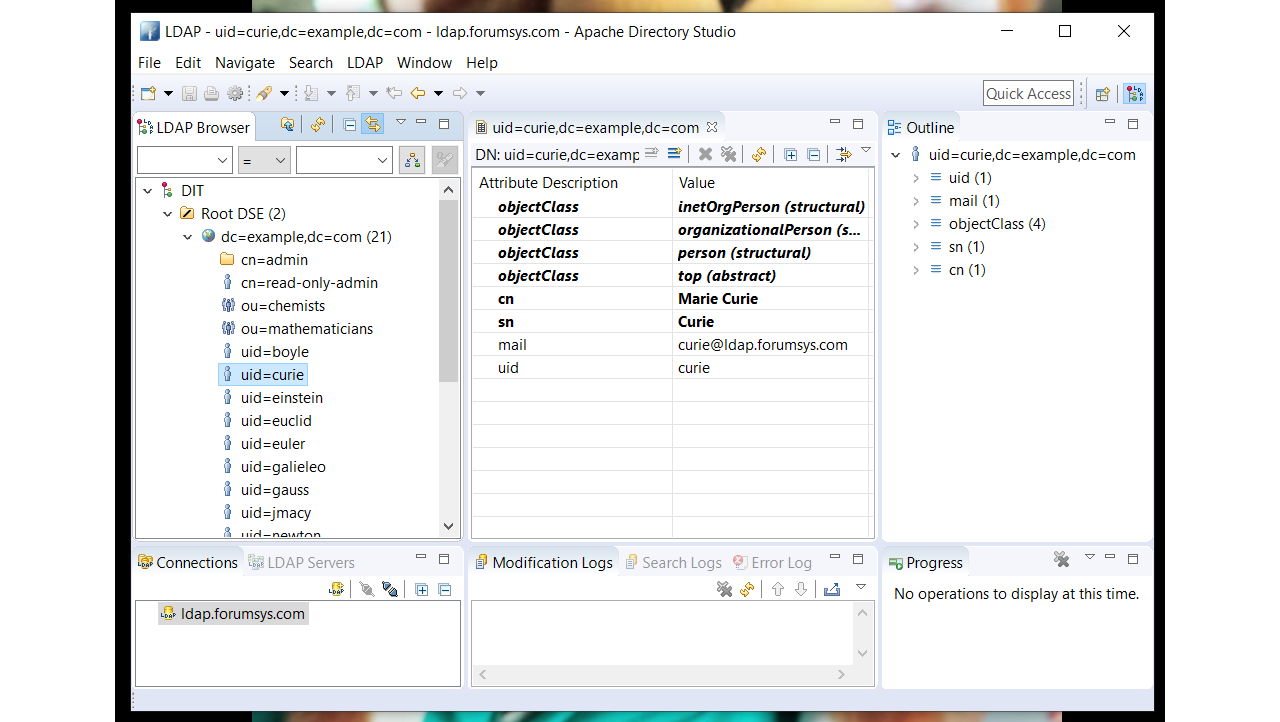 LDAP - uid=curie,dc=example,dc=com - ldap.forumsys.com - Apache Directory Studio
File Edit Navigate Search LDAP Window Help
Quick Access
LDAP Browser
=
DIT
Root DSE (2)
dc=example,dc=com (21)
cn=admin
cn=read-only-admin
ou=chemists
ou=mathematicians
uid=boyle
uid=curie
uid=einstein
uid=euclid
uid=euler
uid=galieleo
uid=gauss
uid=jmacy
uid=newton
uid=curie,dc=example,dc=com
DN: uid=curie,dc=examp
Attribute Description Value
objectClass inetOrgPerson (structural)
objectClass organizationalPerson (s...
objectClass person (structural)
objectClass top (abstract)
cn Marie Curie
sn Curie
mail curie@ldap.forumsys.com
uid curie
Outline
uid=curie,dc=example,dc=com
uid (1)
mail (1)
objectClass (4)
sn (1)
cn (1)
Connections LDAP Servers
LDAP
ldap.forumsys.com
Modification Logs Search Logs Error Log
Progress
No operations to display at this time.